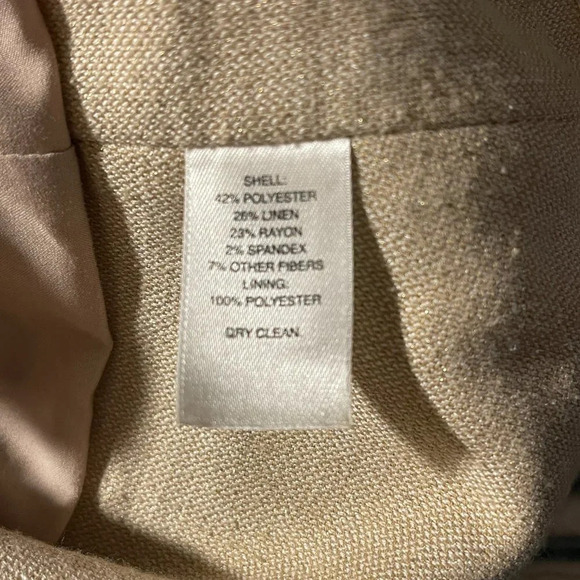 SHELL:
42% POLYESTER
26% LINEN
23% RAYON
2% SPANDEX
7% OTHER FIBERS
LINING:
100% POLYESTER
DRY CLEAN.